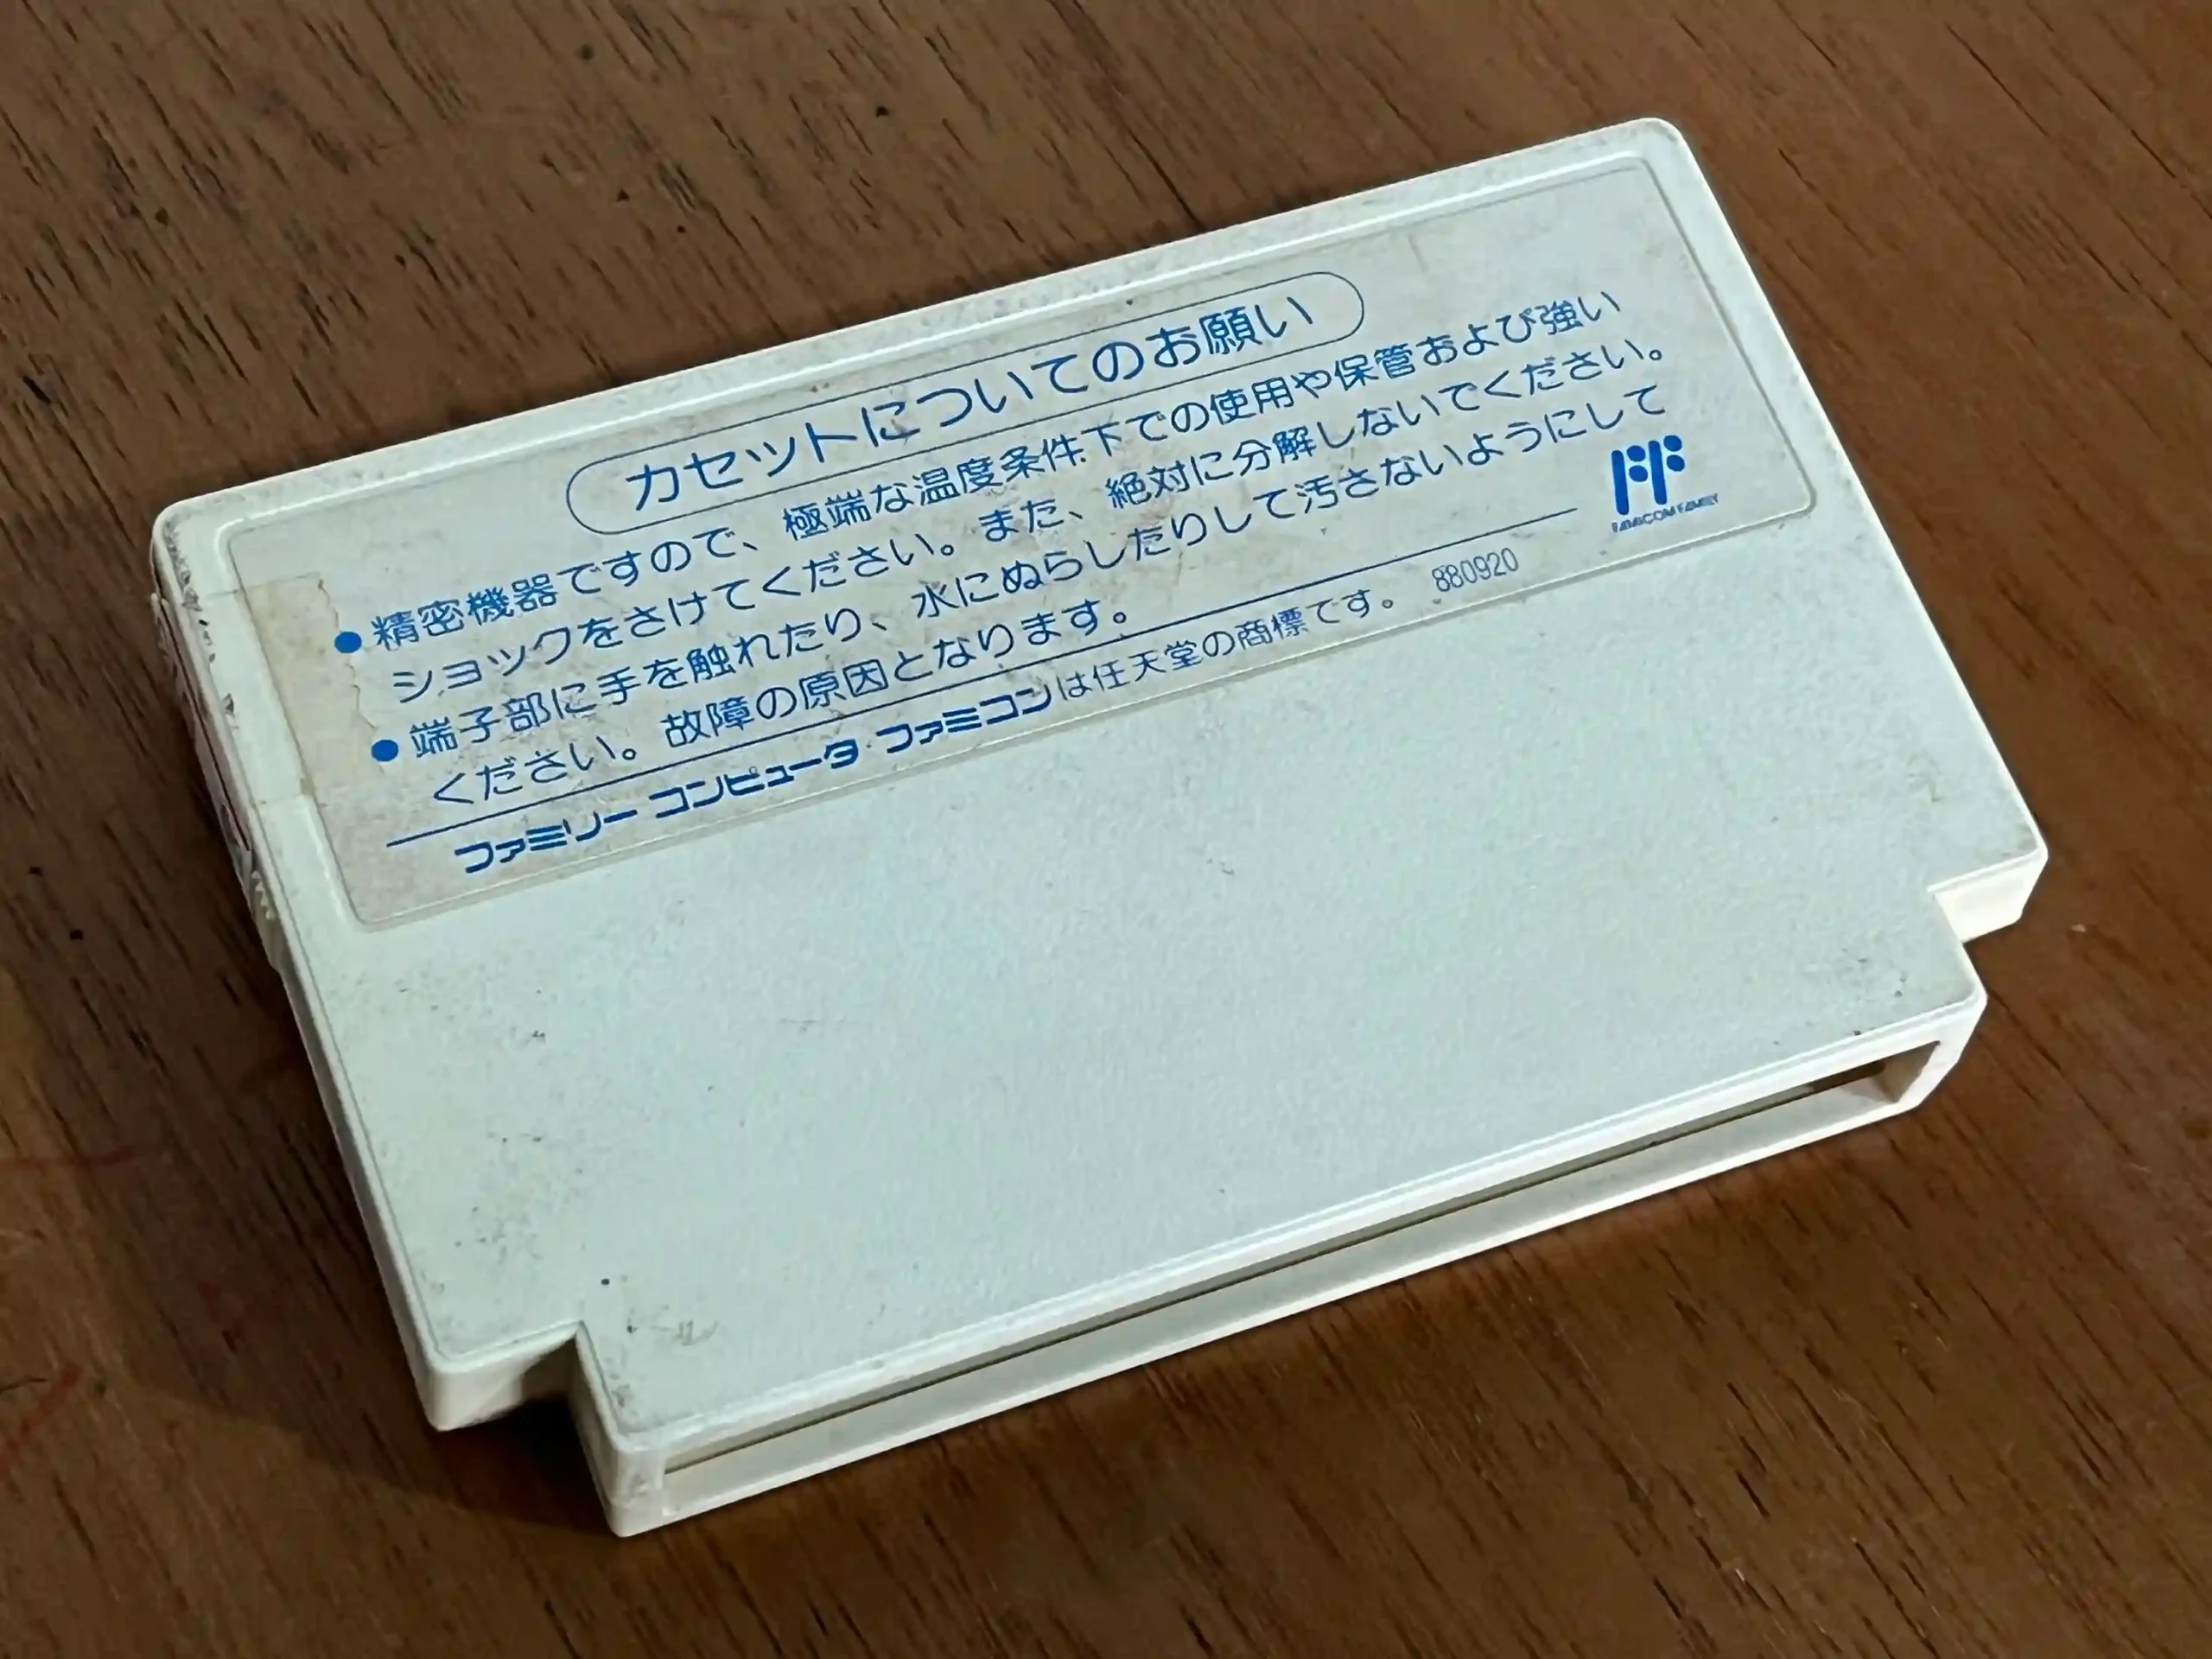 カセットについてのお願い
●精密機器ですので、極端な温度条件下での使用や保管および強い
ショックをさけてください。また、絶対に分解しないでください。
●端子部に手を触れたり、水にぬらしたりして汚さないようにして
ください。故障の原因となります。
FAMICOM FAMILY
ファミリー コンピュータ・ファミコンは任天堂の商標です。 880920